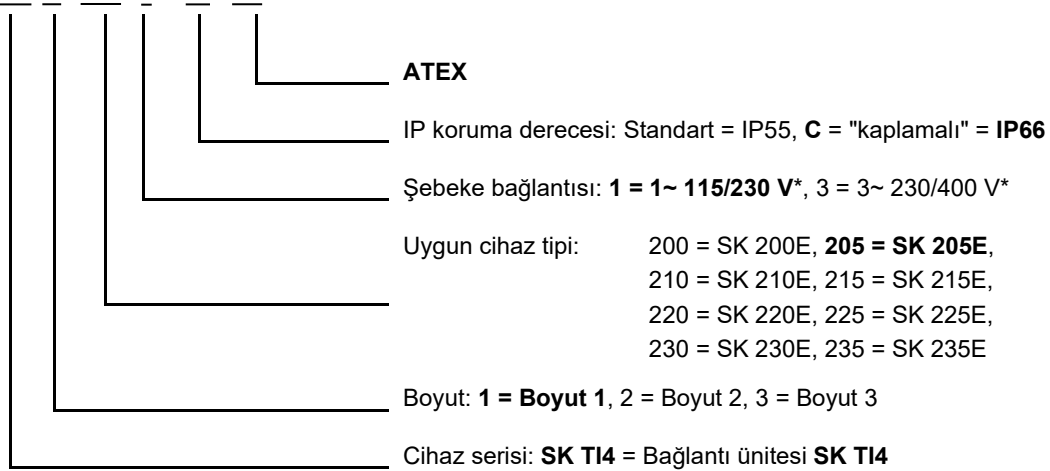 ATEX
IP koruma derecesi: Standart = IP55, C = "kaplamalı" = IP66
Şebeke bağlantısı: 1 = 1~ 115/230 V*, 3 = 3~ 230/400 V*
Uygun cihaz tipi: 200 = SK 200E, 205 = SK 205E,
210 = SK 210E, 215 = SK 215E,
220 = SK 220E, 225 = SK 225E,
230 = SK 230E, 235 = SK 235E
Boyut: 1 = Boyut 1, 2 = Boyut 2, 3 = Boyut 3
Cihaz serisi: SK TI4 = Bağlantı ünitesi SK TI4